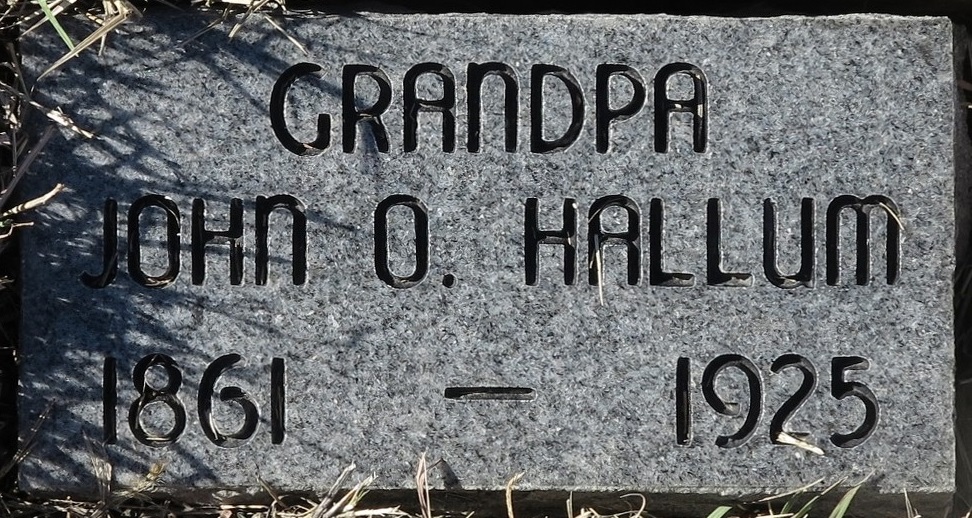 GRANDPA
JOHN O. HALLUM
1861 — 1925